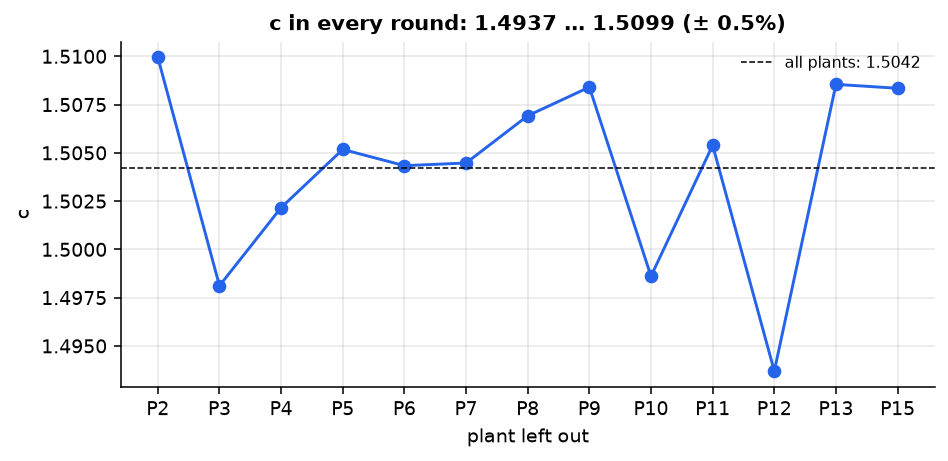 c in every round: 1.4937 … 1.5099 (± 0.5%)
all plants: 1.5042
1.5100
1.5075
1.5050
1.5025
1.5000
1.4975
1.4950
c
P2 P3 P4 P5 P6 P7 P8 P9 P10 P11 P12 P13 P15
plant left out